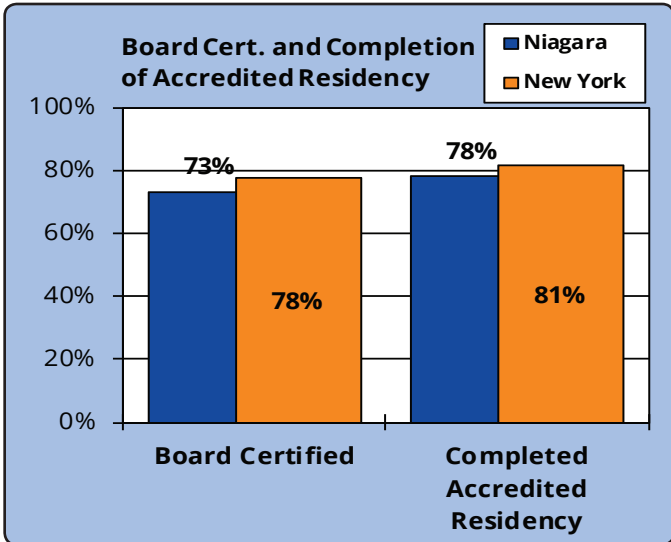 Board Cert. and Completion
of Accredited Residency
Niagara
New York
100%
80%
60%
40%
20%
0%
73%
78%
78%
81%
Board Certified
Completed
Accredited
Residency